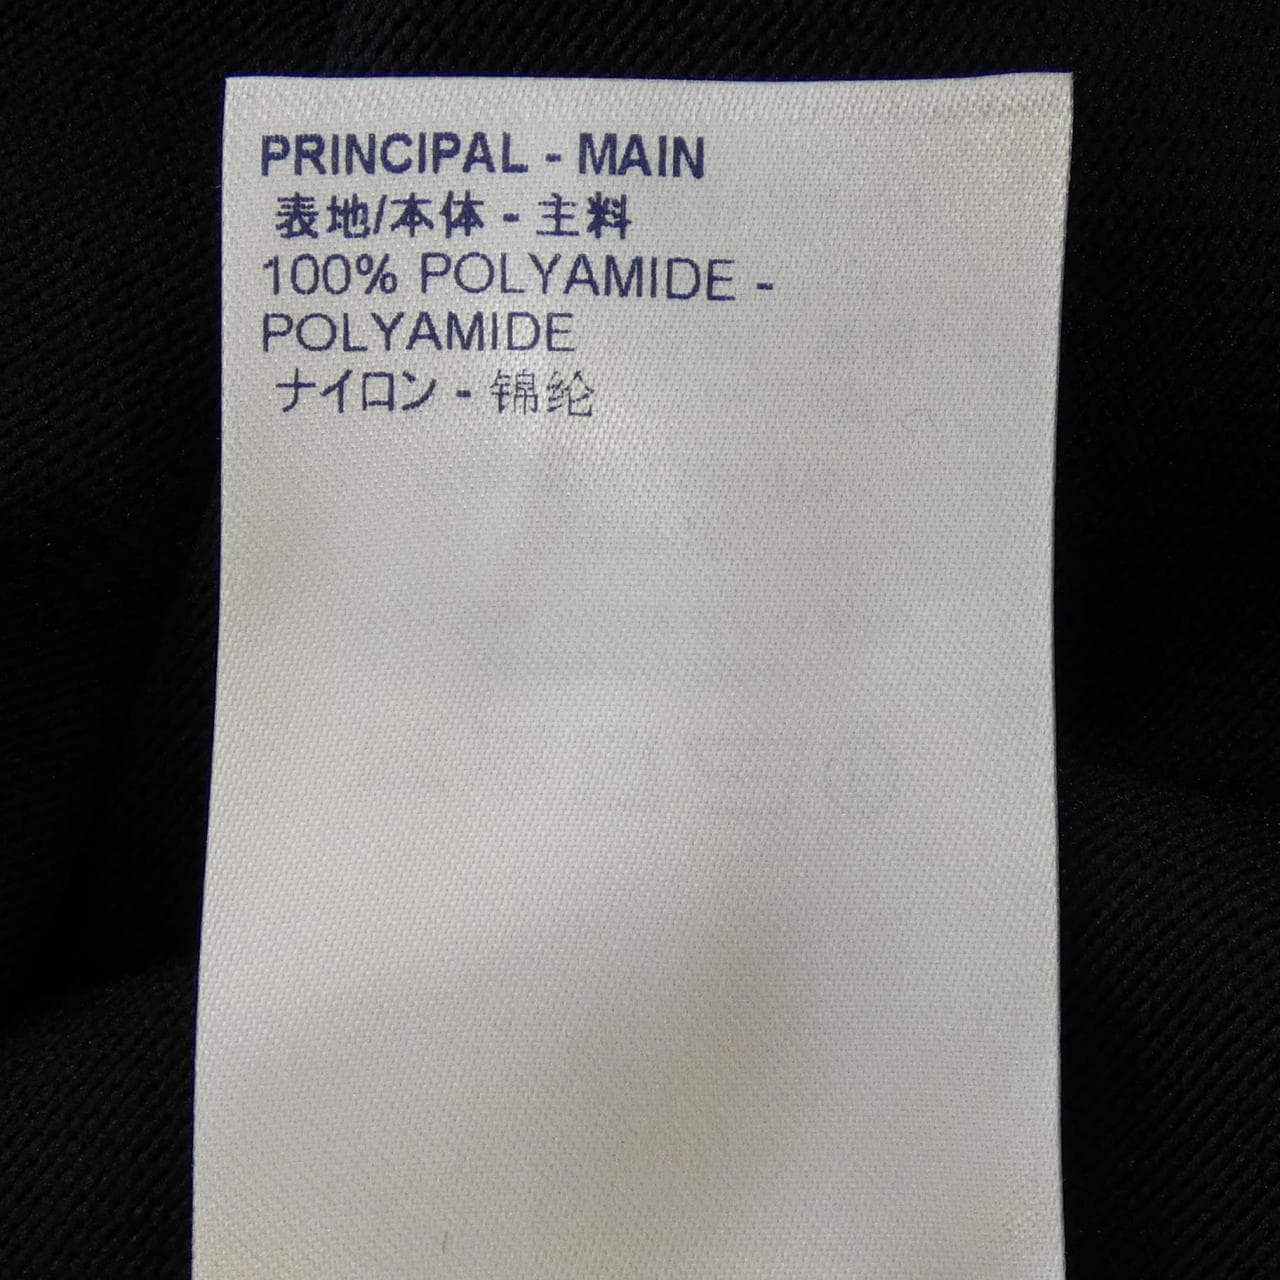 PRINCIPAL - MAIN
表地/本体 - 主料
100% POLYAMIDE -
POLYAMIDE
ナイロン - 锦纶